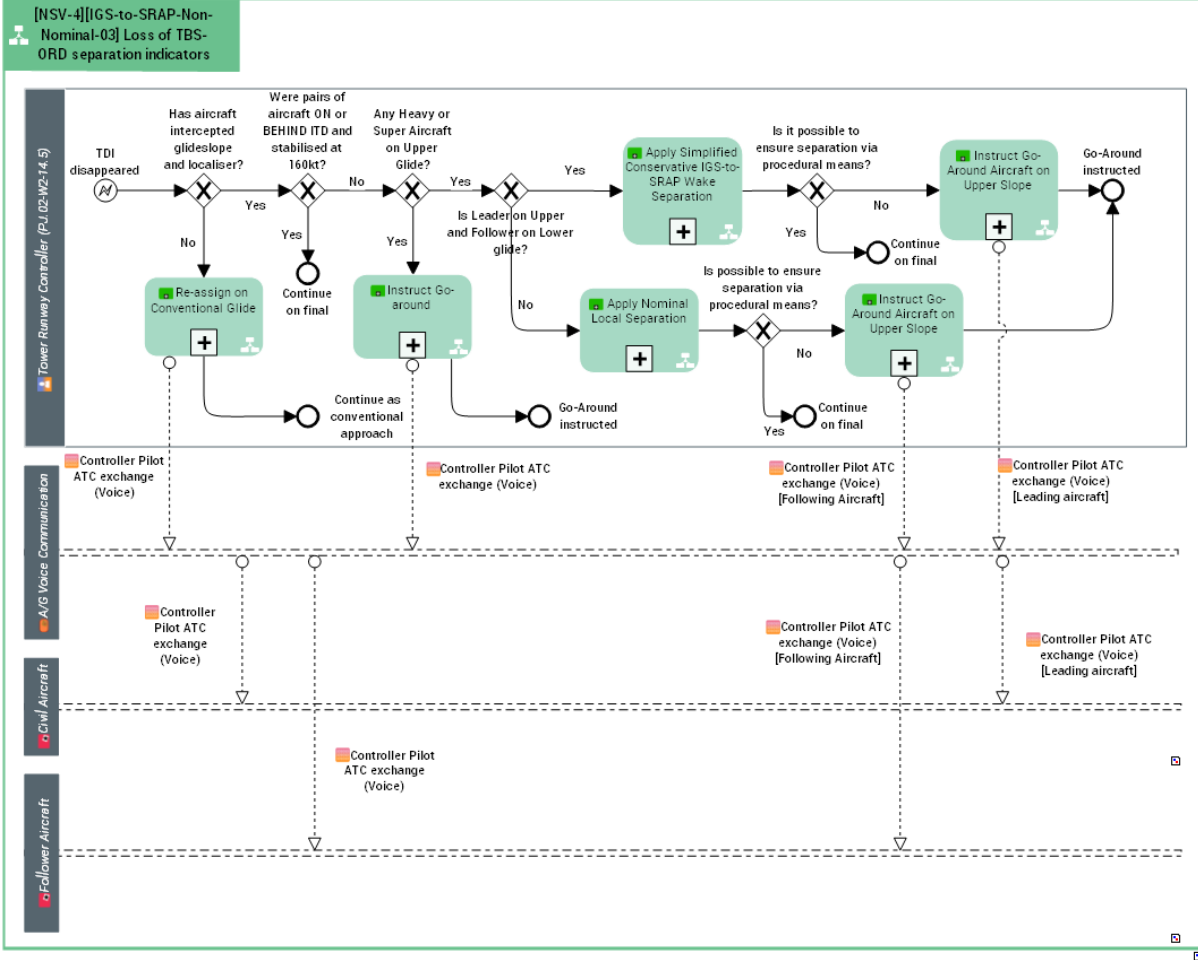 [NSV-4][IGS-to-SRAP-Non-
Nominal-03] Loss of TBS-
ORD separation indicators
Tower Runway Controller (PJ.02-W2-14.5)
TDI
disappeared
Has aircraft
intercepted
glideslope
and localiser?
Were pairs of
aircraft ON or
BEHIND ITD and
stabilised at
160kt?
Any Heavy or
Super Aircraft
on Upper
Glide?
Is Leader on Upper
and Follower on Lower
glide?
Yes
No
Yes
Yes
No
Yes
Yes
No
Apply Simplified
Conservative IGS-to-
SRAP Wake
Separation
Is it possible to
ensure separation via
procedural means?
No
Yes
Continue
on final
Instruct Go-
Around Aircraft on
Upper Slope
Go-Around
instructed
Re-assign on
Conventional Glide
Continue
on final
Instruct Go-
around
Apply Nominal
Local Separation
Is possible to ensure
separation via
procedural means?
No
Yes
Continue
on final
Instruct Go-
Around Aircraft on
Upper Slope
Continue as
conventional
approach
Go-Around
instructed
A/G Voice Communication
Controller Pilot
ATC exchange
(Voice)
Controller Pilot ATC
exchange (Voice)
Controller Pilot ATC
exchange (Voice)
[Following Aircraft]
Controller Pilot ATC
exchange (Voice)
[Leading aircraft]
Controller
Pilot ATC
exchange
(Voice)
Controller Pilot ATC
exchange (Voice)
[Following Aircraft]
Controller Pilot ATC
exchange (Voice)
[Leading aircraft]
Civil Aircraft
Controller Pilot
ATC exchange
(Voice)
Follower Aircraft